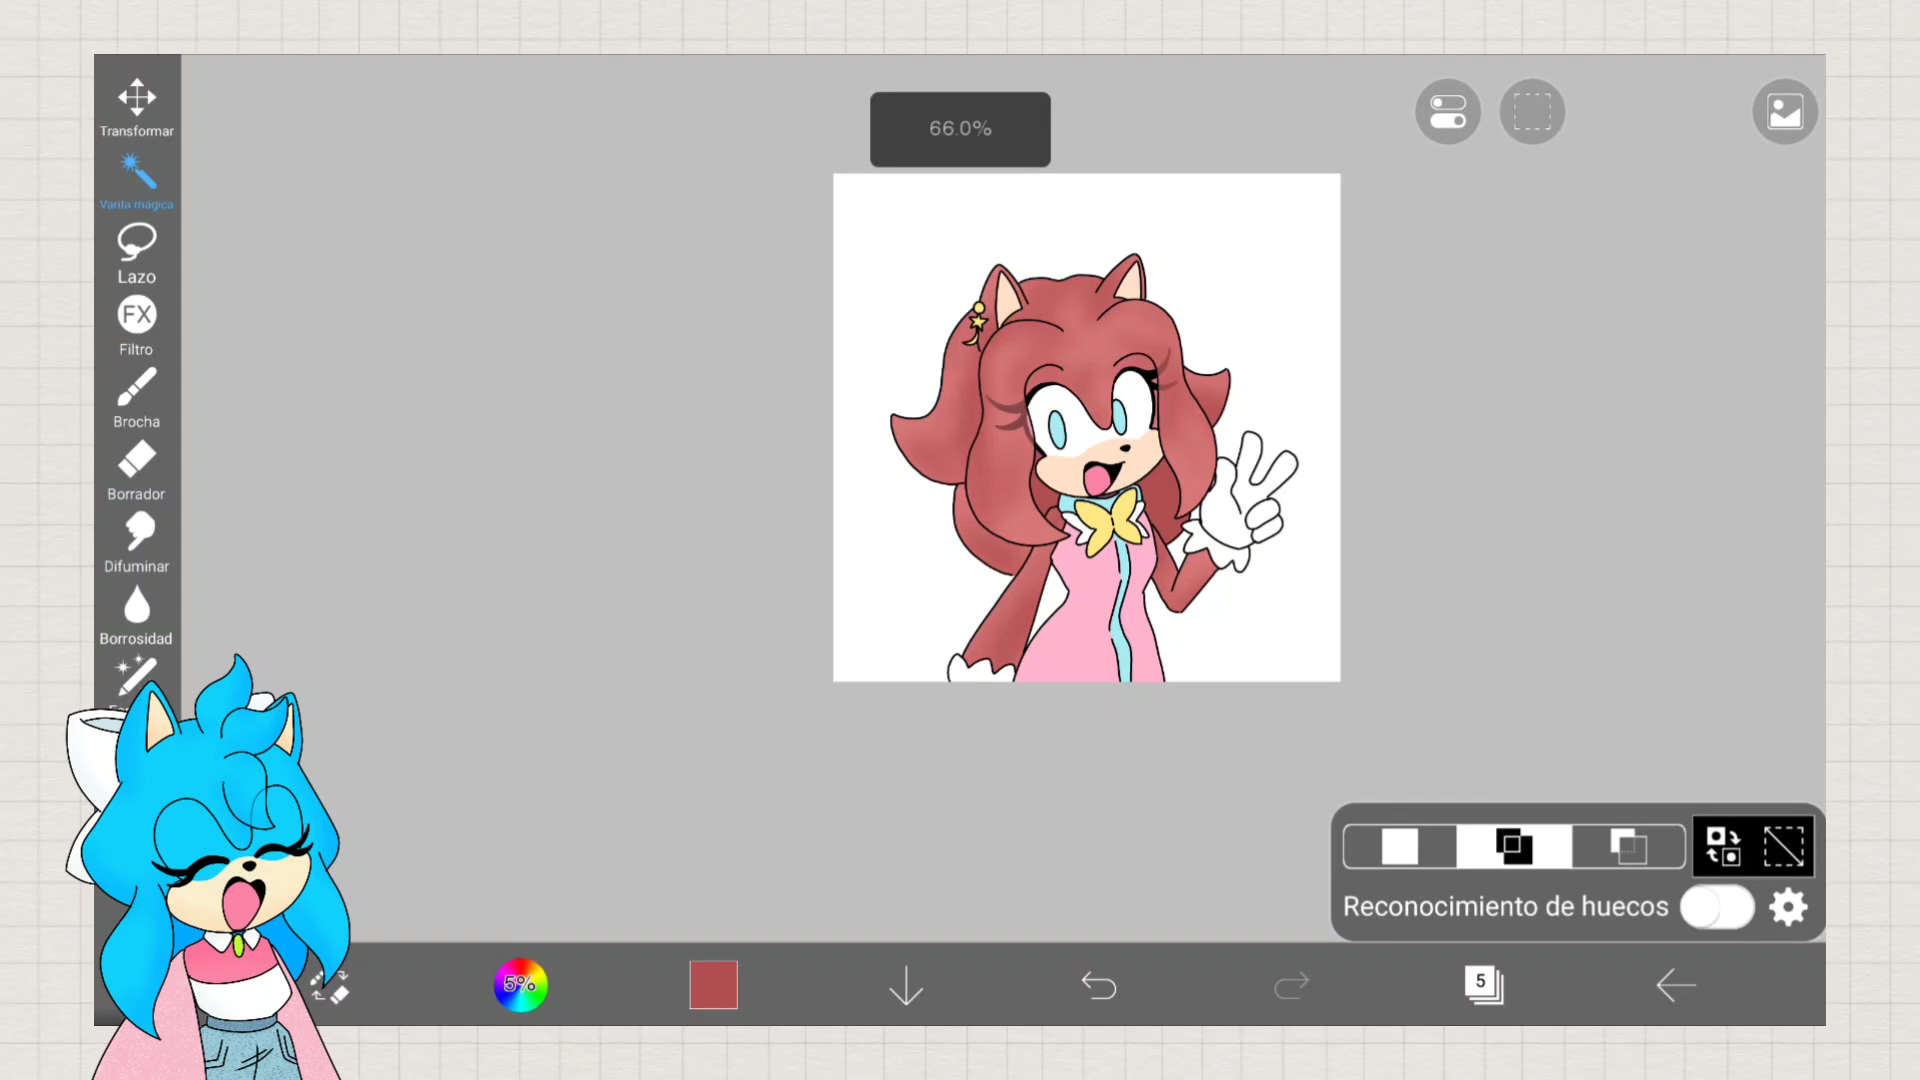 66.0%
Transformar
Varita mágica
Lazo
FX
Filtro
Brocha
Borrador
Difuminar
Borrosidad
Reconocimiento de huecos
5%
5